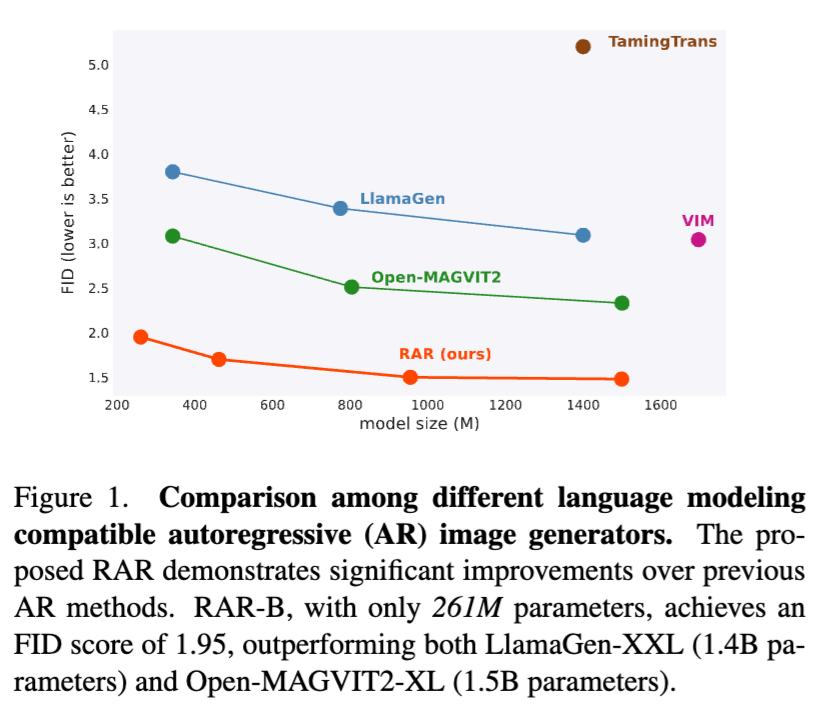 TamingTrans
5.0
4.5
4.0
3.5
3.0
2.5
2.0
1.5
FID (lower is better)
LlamaGen
VIM
Open-MAGVIT2
RAR (ours)
200 400 600 800 1000 1200 1400 1600
model size (M)
Figure 1. Comparison among different language modeling
compatible autoregressive (AR) image generators. The pro-
posed RAR demonstrates significant improvements over previous
AR methods. RAR-B, with only 261M parameters, achieves an
FID score of 1.95, outperforming both LlamaGen-XXL (1.4B pa-
rameters) and Open-MAGVIT2-XL (1.5B parameters).